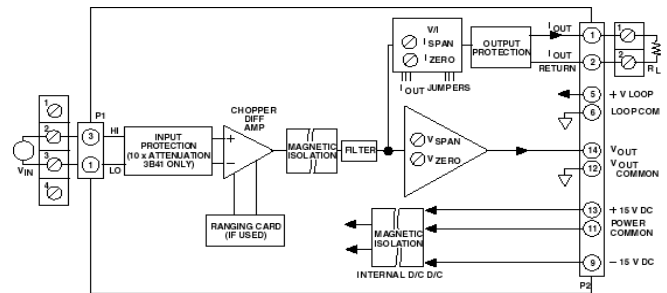 V/I
I SPAN
I ZERO
I OUT JUMPERS
OUTPUT
PROTECTION
I OUT
I OUT
RETURN
1
2
1
2
R L
5
+ V LOOP
6
LOOP COM
P1
1
2
3
4
V IN
3
1
HI
LO
INPUT
PROTECTION
(10 x ATTENUATION
3B41 ONLY)
CHOPPER
DIFF
AMP
+
−
RANGING CARD
(IF USED)
MAGNETIC
ISOLATION
FILTER
V SPAN
V ZERO
14
V OUT
12
V OUT
COMMON
13
+ 15 V DC
11
POWER
COMMON
9
− 15 V DC
MAGNETIC
ISOLATION
INTERNAL D/C D/C
P2